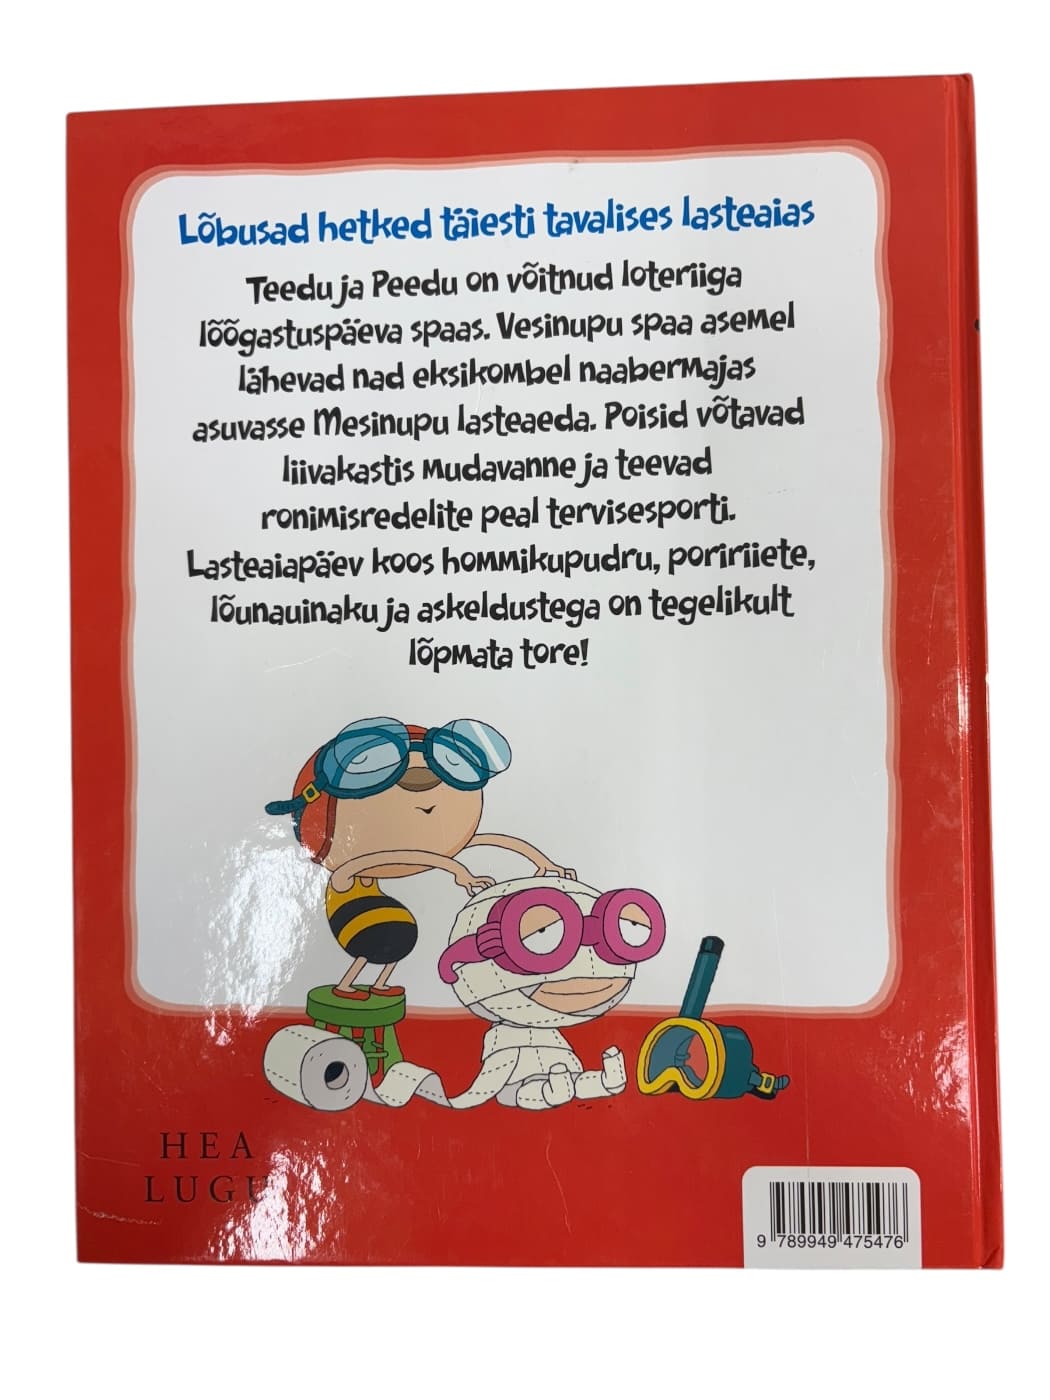 Lõbusad hetked täiesti tavalises lasteaias
Teedu ja Peedu on võitnud loteriiga
lõõgastuspäeva spaas. Vesinupu spaa asemel
lähevad nad eksikombel naabermajas
asuvasse Mesinupu lasteaeda. Poisid võtavad
liivakastis mudavanne ja teevad
ronimisredelite peal tervisesporti.
Lasteaiapäev koos hommikupudru, poririiete,
lõunauinaku ja askeldustega on tegelikult
lõpmata tore!
HEA
LUGU
9 789949 475476